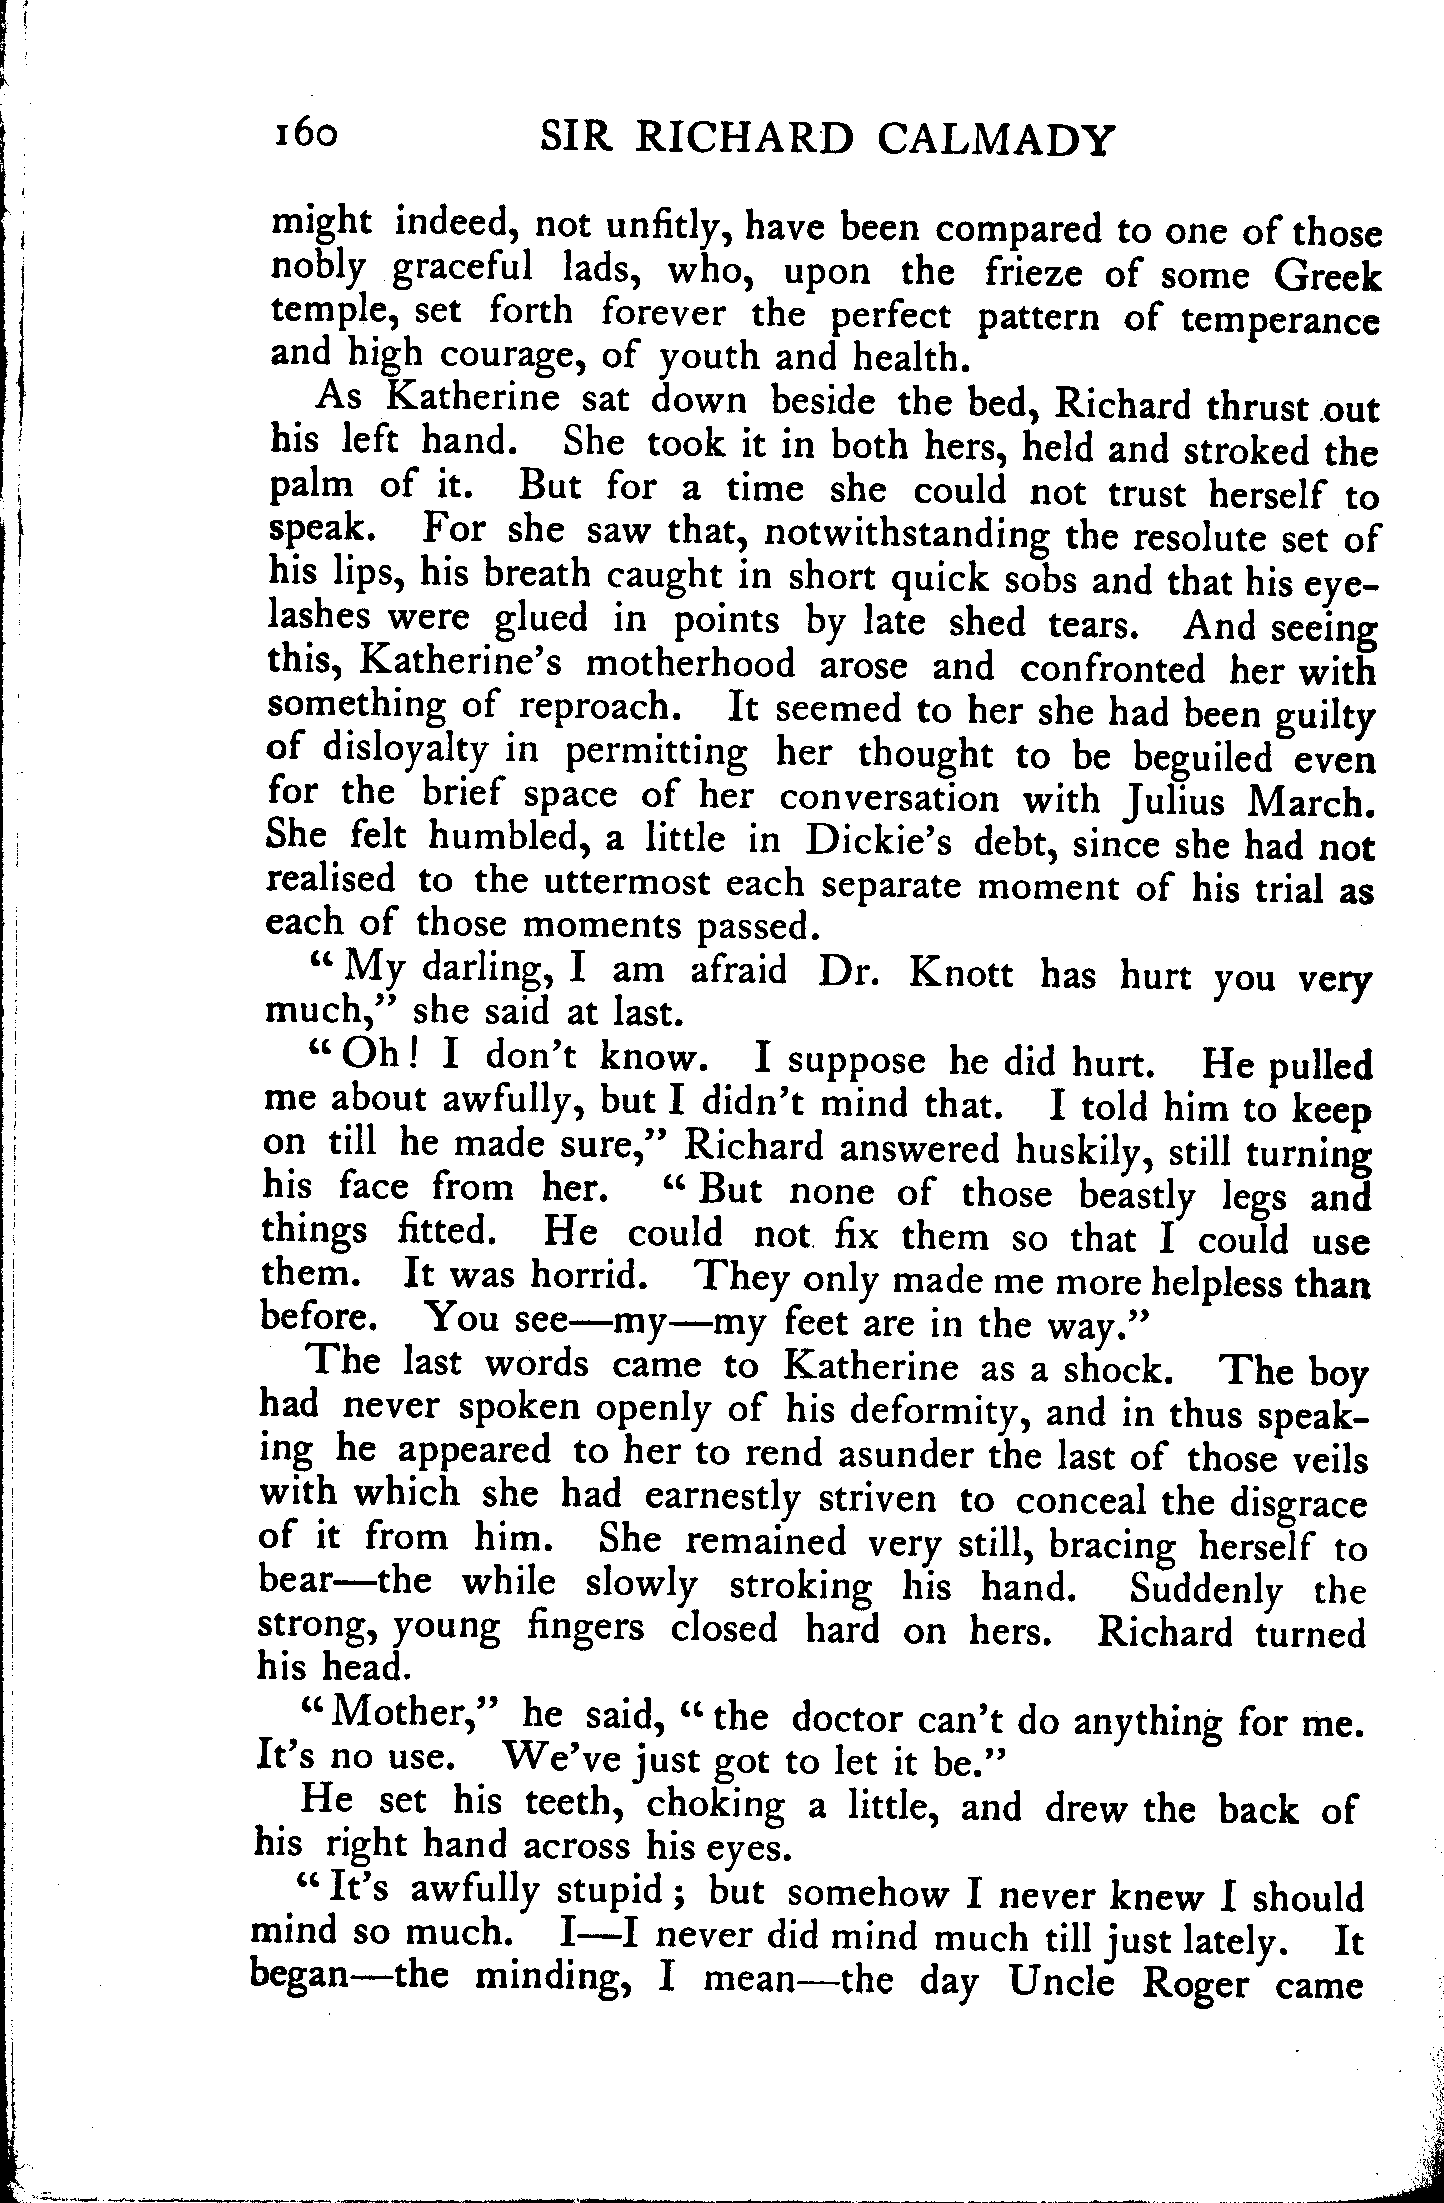 160 SIR RICHARD CALMADY
might indeed, not unfitly, have been compared to one of those
nobly graceful lads, who, upon the frieze of some Greek
temple, set forth forever the perfect pattern of temperance
and high courage, of youth and health.
As Katherine sat down beside the bed, Richard thrust out
his left hand. She took it in both hers, held and stroked the
palm of it. But for a time she could not trust herself to
speak. For she saw that, notwithstanding the resolute set of
his lips, his breath caught in short quick sobs and that his eye-
lashes were glued in points by late shed tears. And seeing
this, Katherine's motherhood arose and confronted her with
something of reproach. It seemed to her she had been guilty
of disloyalty in permitting her thought to be beguiled even
for the brief space of her conversation with Julius March.
She felt humbled, a little in Dickie's debt, since she had not
realised to the uttermost each separate moment of his trial as
each of those moments passed.
"My darling, I am afraid Dr. Knott has hurt you very
much," she said at last.
"Oh! I don't know. I suppose he did hurt. He pulled
me about awfully, but I didn't mind that. I told him to keep
on till he made sure," Richard answered huskily, still turning
his face from her. "But none of those beastly legs and
things fitted. He could not fix them so that I could use
them. It was horrid. They only made me more helpless than
before. You see—my—my feet are in the way."
The last words came to Katherine as a shock. The boy
had never spoken openly of his deformity, and in thus speak-
ing he appeared to her to rend asunder the last of those veils
with which she had earnestly striven to conceal the disgrace
of it from him. She remained very still, bracing herself to
bear—the while slowly stroking his hand. Suddenly the
strong, young fingers closed hard on hers. Richard turned
his head.
"Mother," he said, "the doctor can't do anything for me.
It's no use. We've just got to let it be."
He set his teeth, choking a little, and drew the back of
his right hand across his eyes.
"It's awfully stupid; but somehow I never knew I should
mind so much. I—I never did mind much till just lately. It
began—the minding, I mean—the day Uncle Roger came